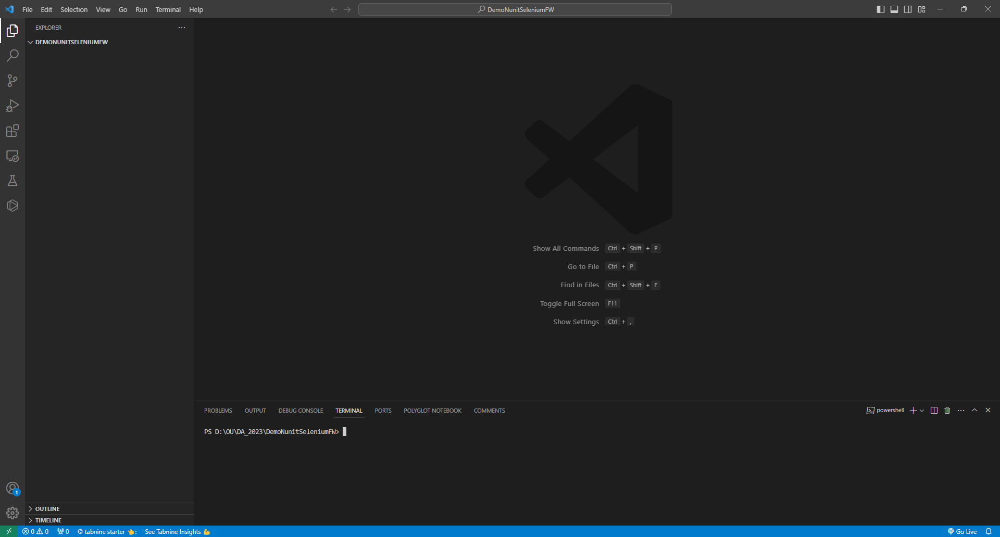 File Edit Selection View Go Run Terminal Help
DemoNunitSeleniumFW
EXPLORER
DEMONUNITSELENIUMFW
Show All Commands Ctrl + Shift + P
Go to File Ctrl + P
Find in Files Ctrl + Shift + F
Toggle Full Screen F11
Show Settings Ctrl + ,
PROBLEMS OUTPUT DEBUG CONSOLE TERMINAL PORTS POLYGLOT NOTEBOOK COMMENTS
powershell
PS D:\OU\DA_2023\DemoNunitSeleniumFW>
1
OUTLINE
TIMELINE
0 0 0 tabnine starter : See Tabnine Insights Go Live